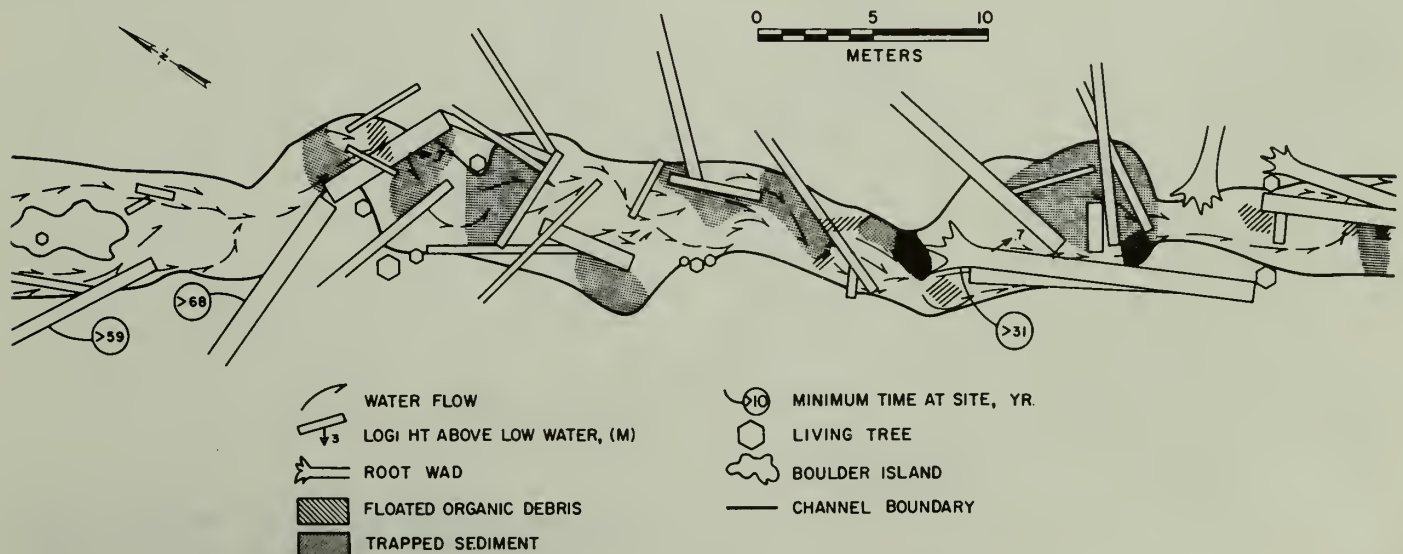 0 5 10
METERS
N
7
>68
>59
>31
WATER FLOW
3
LOGI HT ABOVE LOW WATER, (M)
ROOT WAD
FLOATED ORGANIC DEBRIS
TRAPPED SEDIMENT
>10 MINIMUM TIME AT SITE, YR.
LIVING TREE
BOULDER ISLAND
CHANNEL BOUNDARY